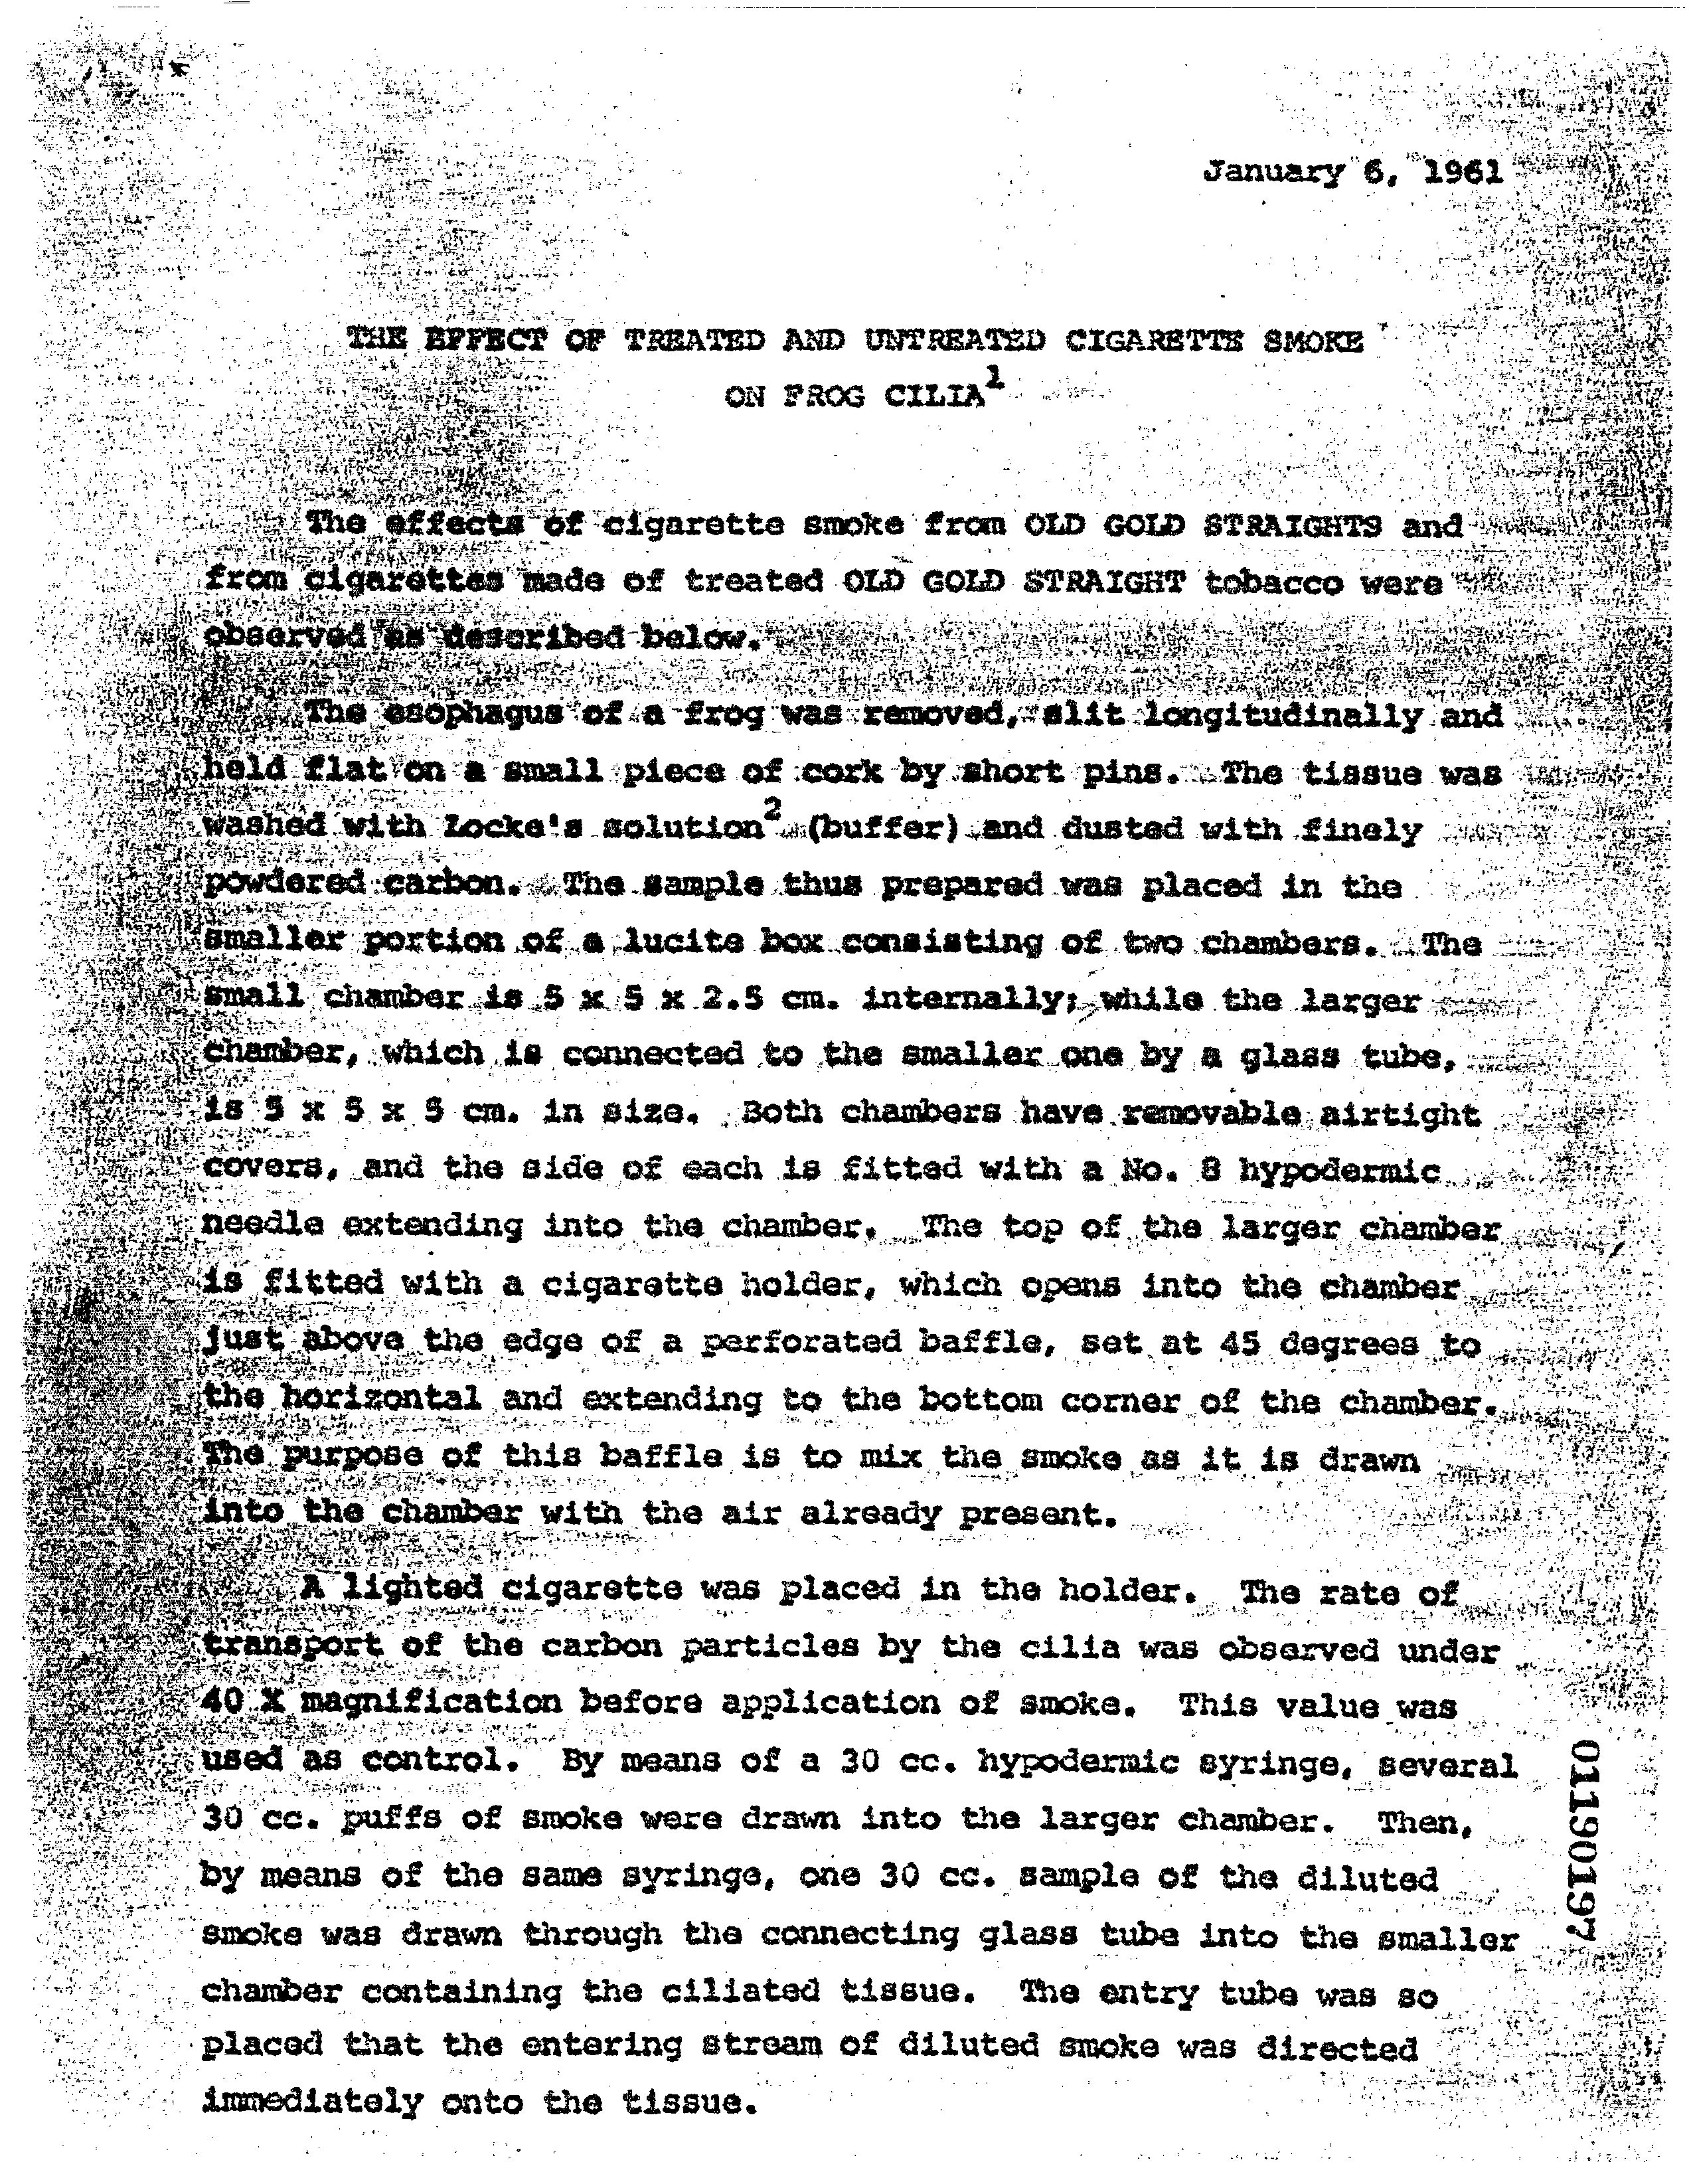 January 6, 1961
THE EFFECT OF TREATED AND UNTREATED CIGARETTE SMOKE
ON FROG CILIA1
The effects of cigarette smoke from OLD GOLD STRAIGHTS and
from cigarettes made of treated OLD GOLD STRAIGHT tobacco were
observed as described below.
The esophagus of a frog was removed, slit longitudinally and
held flat on a small piece of cork by short pins. The tissue was
washed with Locke's solution2 (buffer) and dusted with finely
powdered carbon. The sample thus prepared was placed in the
smaller portion of a lucite box consisting of two chambers. The
small chamber is 5 x 5 x 2.5 cm. internally; while the larger
chamber, which is connected to the smaller one by a glass tube,
is 5 x 5 x 5 cm. in size. Both chambers have removable airtight
covers, and the side of each is fitted with a No. 8 hypodermic
needle extending into the chamber. The top of the larger chamber
is fitted with a cigarette holder, which opens into the chamber
just above the edge of a perforated baffle, set at 45 degrees to
the horizontal and extending to the bottom corner of the chamber.
The purpose of this baffle is to mix the smoke as it is drawn
into the chamber with the air already present.
A lighted cigarette was placed in the holder. The rate of
transport of the carbon particles by the cilia was observed under
40 X magnification before application of smoke. This value was
used as control. By means of a 30 cc. hypodermic syringe, several
30 cc. puffs of smoke were drawn into the larger chamber. Then,
by means of the same syringe, one 30 cc. sample of the diluted
smoke was drawn through the connecting glass tube into the smaller
chamber containing the ciliated tissue. The entry tube was so
placed that the entering stream of diluted smoke was directed
immediately onto the tissue.
01190197